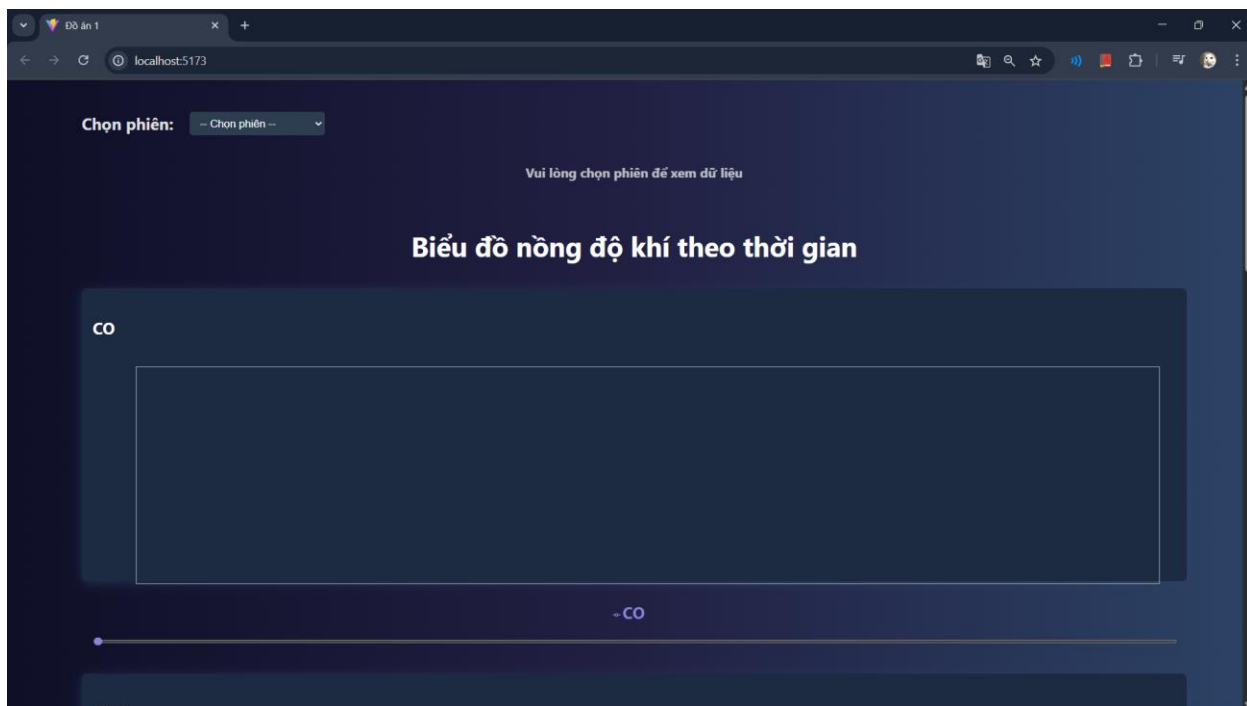 Đồ án 1
localhost:5173
Chọn phiên:
-- Chọn phiên --
Vui lòng chọn phiên để xem dữ liệu
Biểu đồ nồng độ khí theo thời gian
CO
CO